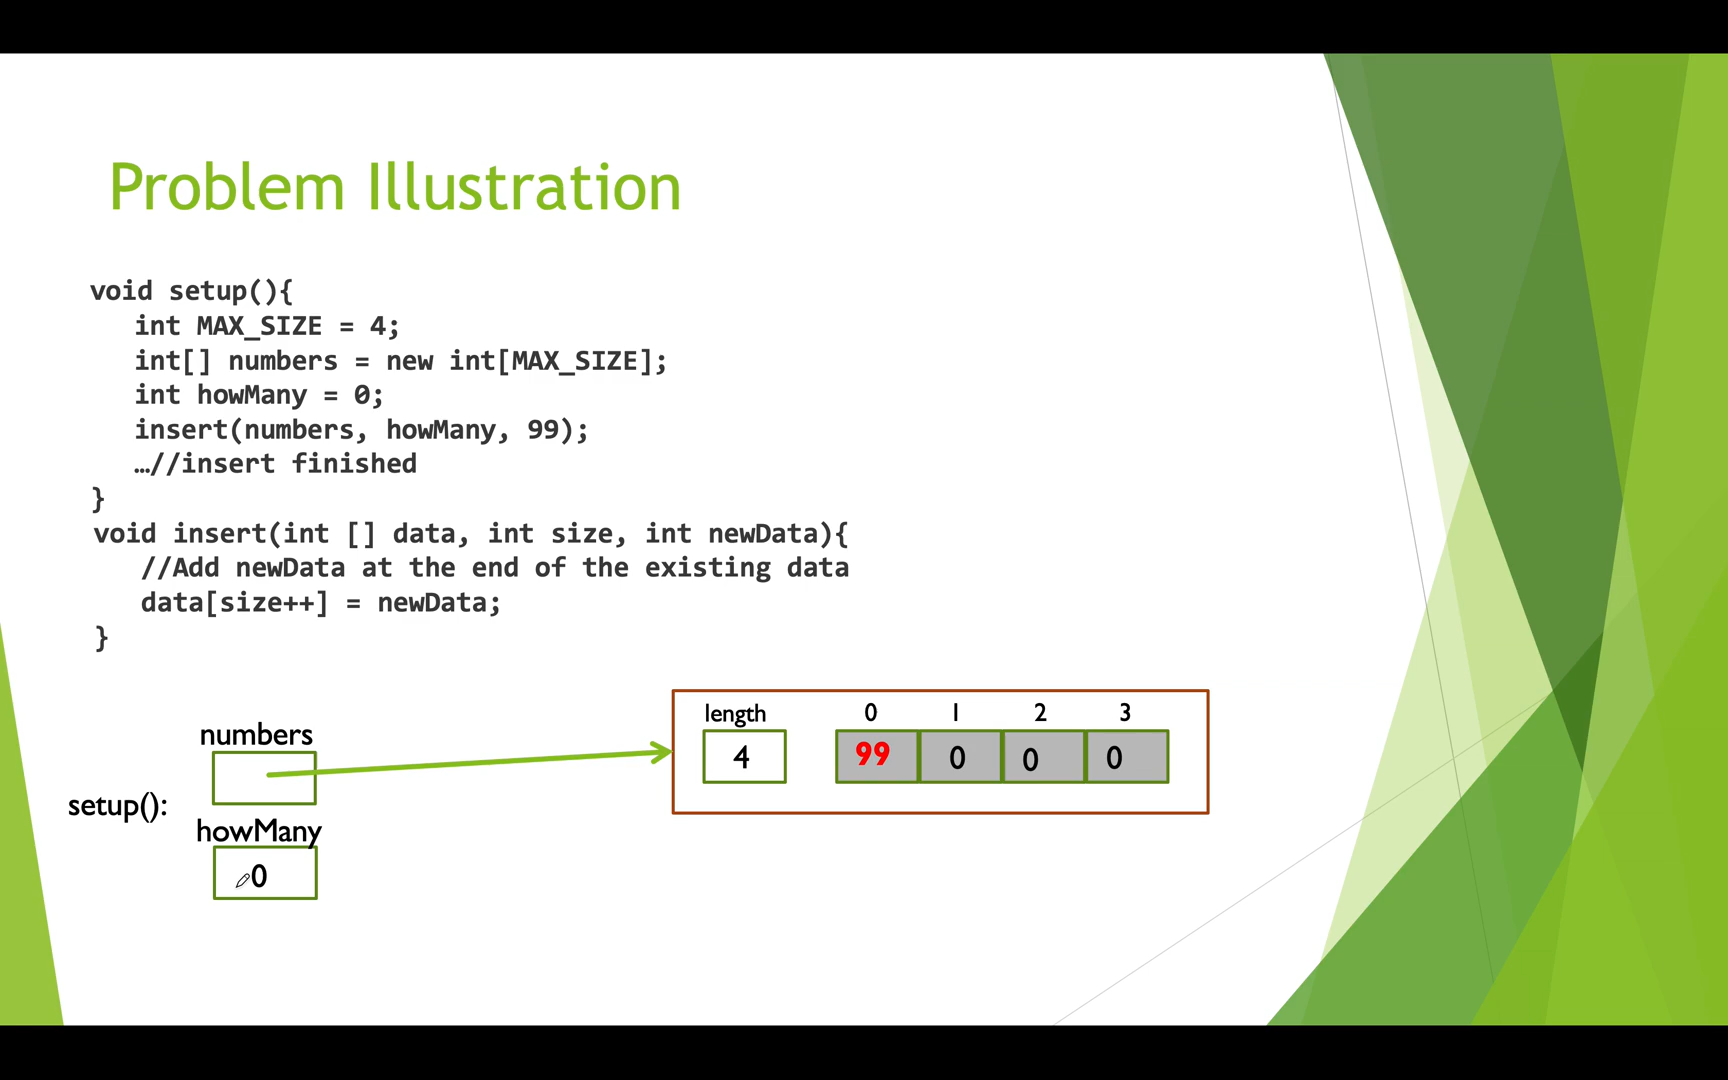 Problem Illustration
void setup(){
int MAX_SIZE = 4;
int[] numbers = new int[MAX_SIZE];
int howMany = 0;
insert(numbers, howMany, 99);
…//insert finished
}
void insert(int [] data, int size, int newData){
//Add newData at the end of the existing data
data[size++] = newData;
}
length 0 1 2 3
numbers
4 99 0 0 0
setup():
howMany
0